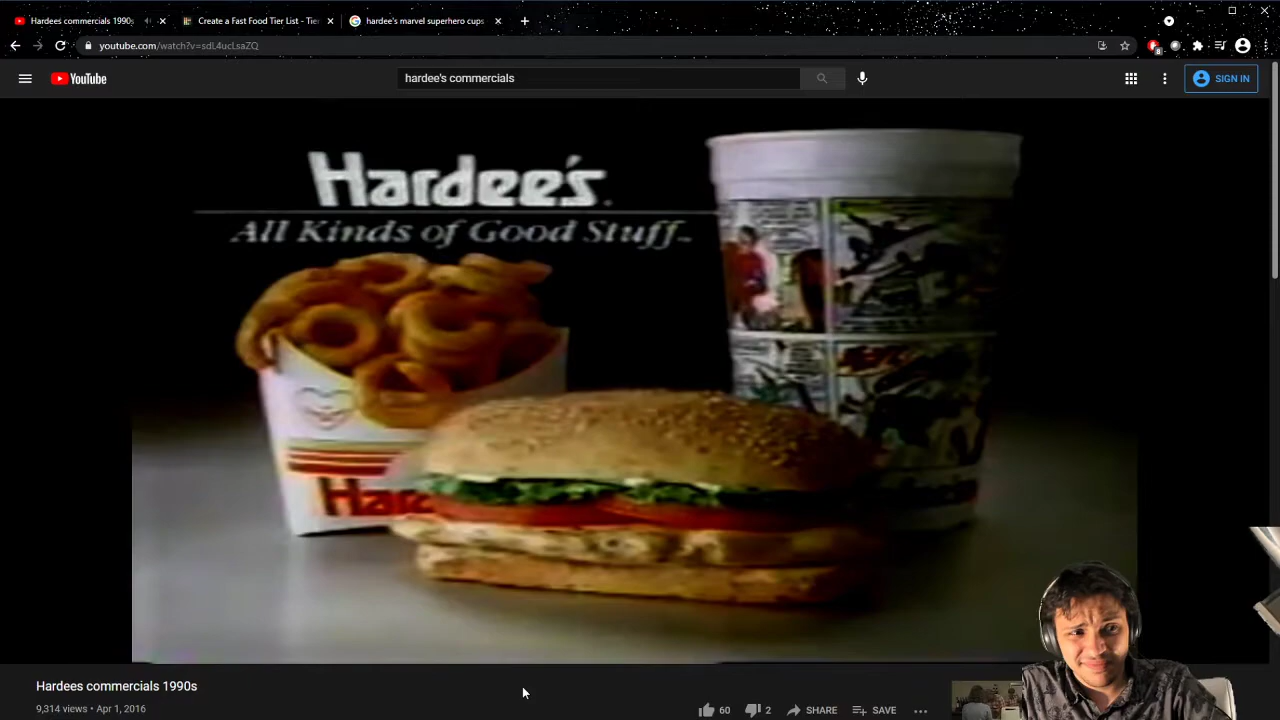 Hardees commercials 1990s
Create a Fast Food Tier List - Tier
hardee's marvel superhero cups
youtube.com/watch?v=sdL4ucLsaZQ
8
YouTube
hardee's commercials
SIGN IN
Hardee's
All Kinds of Good Stuff
Hardees commercials 1990s
9,314 views • Apr 1, 2016
60
2
SHARE
SAVE